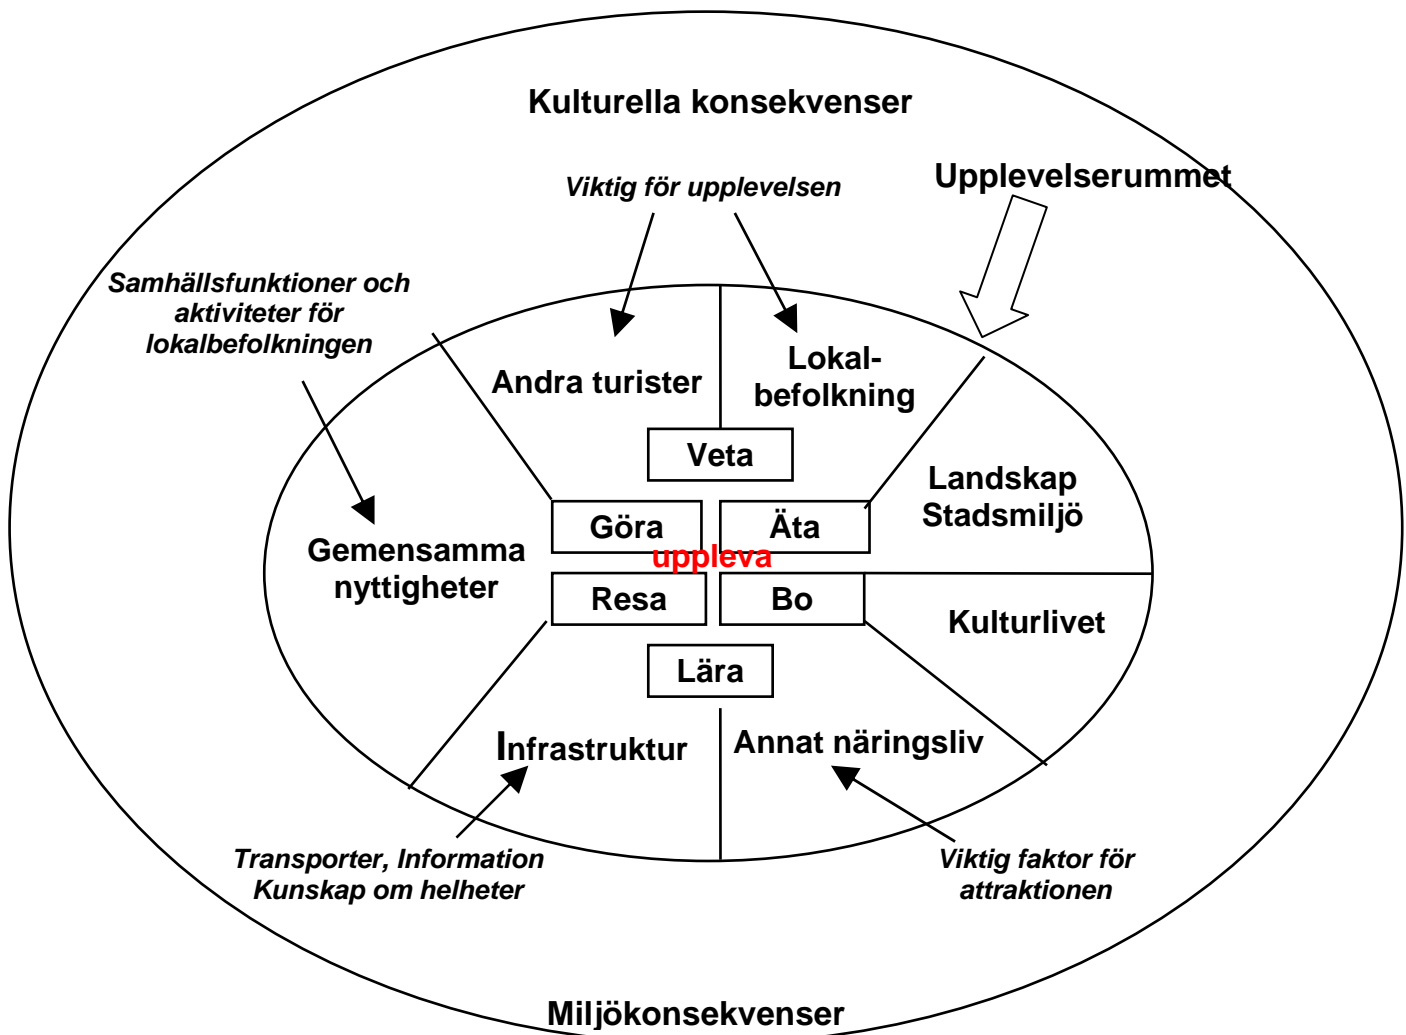 Kulturella konsekvenser
Viktig för upplevelsen
Upplevelserummet
Samhällsfunktioner och
aktiviteter för
lokalbefolkningen
Andra turister
Lokal-
befolkning
Veta
Landskap
Stadsmiljö
Göra
Äta
uppleva
Gemensamma
nyttigheter
Resa
Bo
Kulturlivet
Lära
Infrastruktur
Annat näringsliv
Transporter, Information
Kunskap om helheter
Viktig faktor för
attraktionen
Miljökonsekvenser